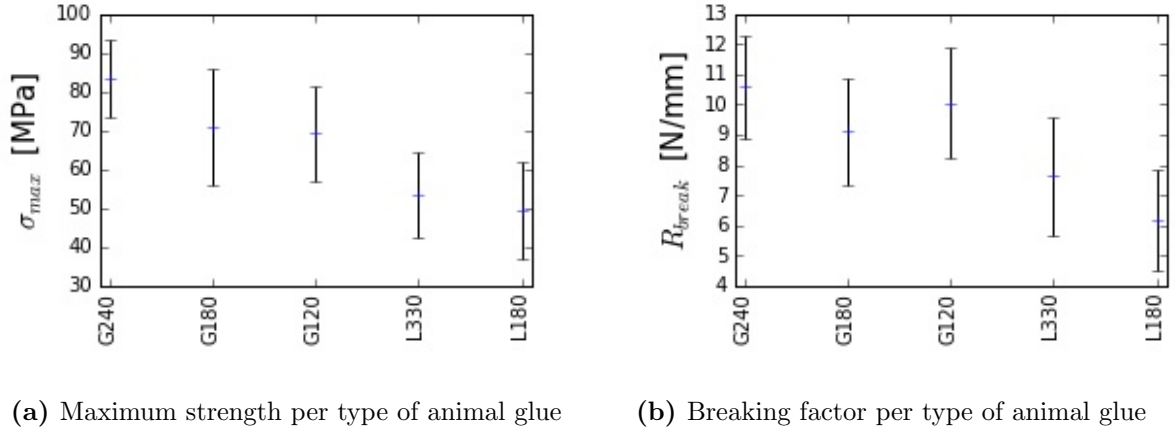 σmax [MPa]
100
90
80
70
60
50
40
30
G240
G180
G120
L330
L180
(a) Maximum strength per type of animal glue
Rbreak [N/mm]
13
12
11
10
9
8
7
6
5
4
G240
G180
G120
L330
L180
(b) Breaking factor per type of animal glue